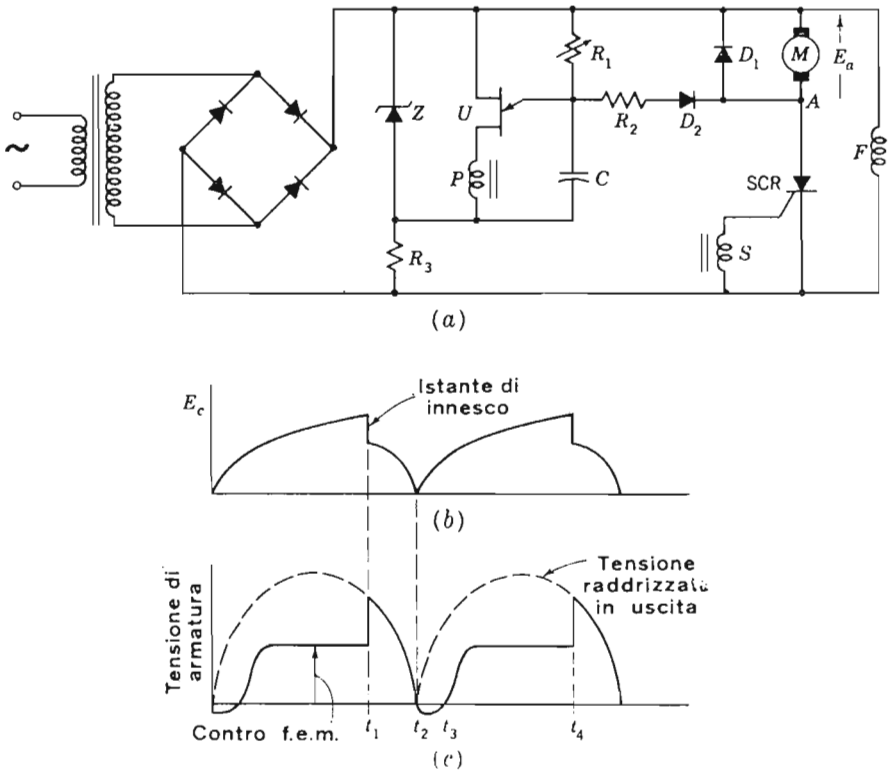 R₁
D₁
M
Eₐ
Z
U
R₂
D₂
A
F
P
C
SCR
S
R₃
(a)
E_c
Istante di
innesco
(b)
Tensione di
armatura
Tensione
raddrizzata
in uscita
Contro f.e.m.
t₁
t₂
t₃
t₄
(c)